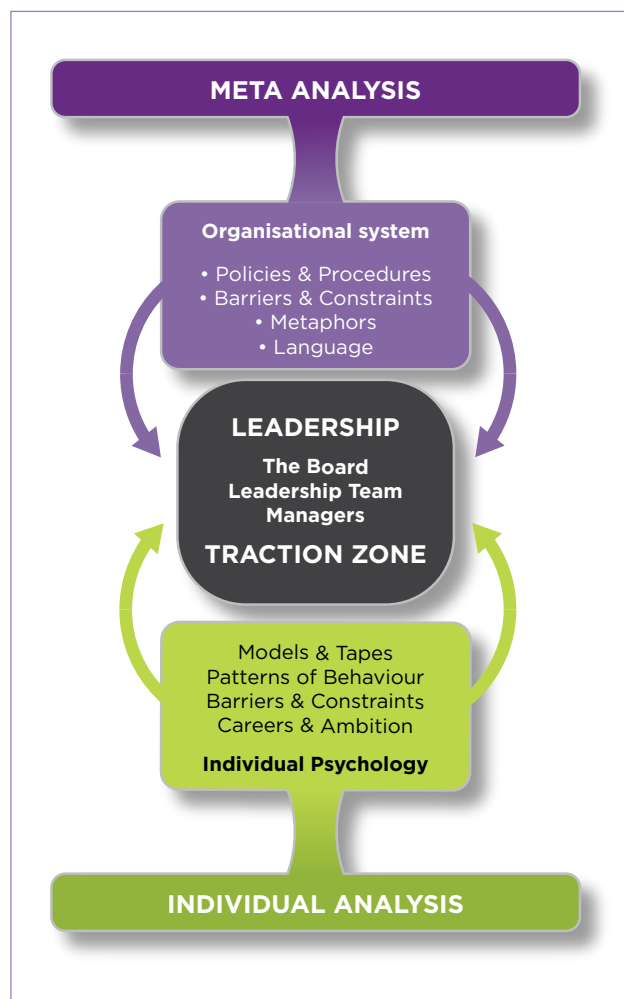 META ANALYSIS
Organisational system
• Policies & Procedures
• Barriers & Constraints
• Metaphors
• Language
LEADERSHIP
The Board
Leadership Team
Managers
TRACTION ZONE
Models & Tapes
Patterns of Behaviour
Barriers & Constraints
Careers & Ambition
Individual Psychology
INDIVIDUAL ANALYSIS